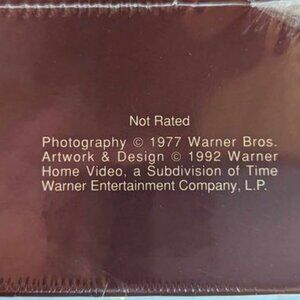 Not Rated
Photography © 1977 Warner Bros.
Artwork & Design © 1992 Warner
Home Video, a Subdivision of Time
Warner Entertainment Company, L.P.